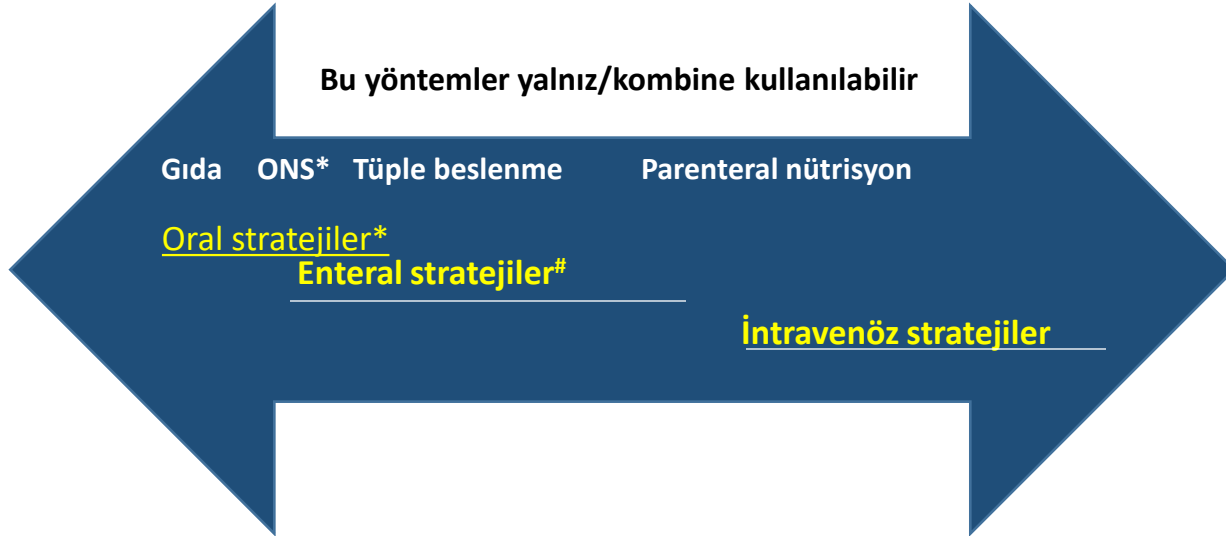 Bu yöntemler yalnız/kombine kullanılabilir
Gıda ONS* Tüple beslenme Parenteral nütrisyon
Oral stratejiler*
Enteral stratejiler#
İntravenöz stratejiler